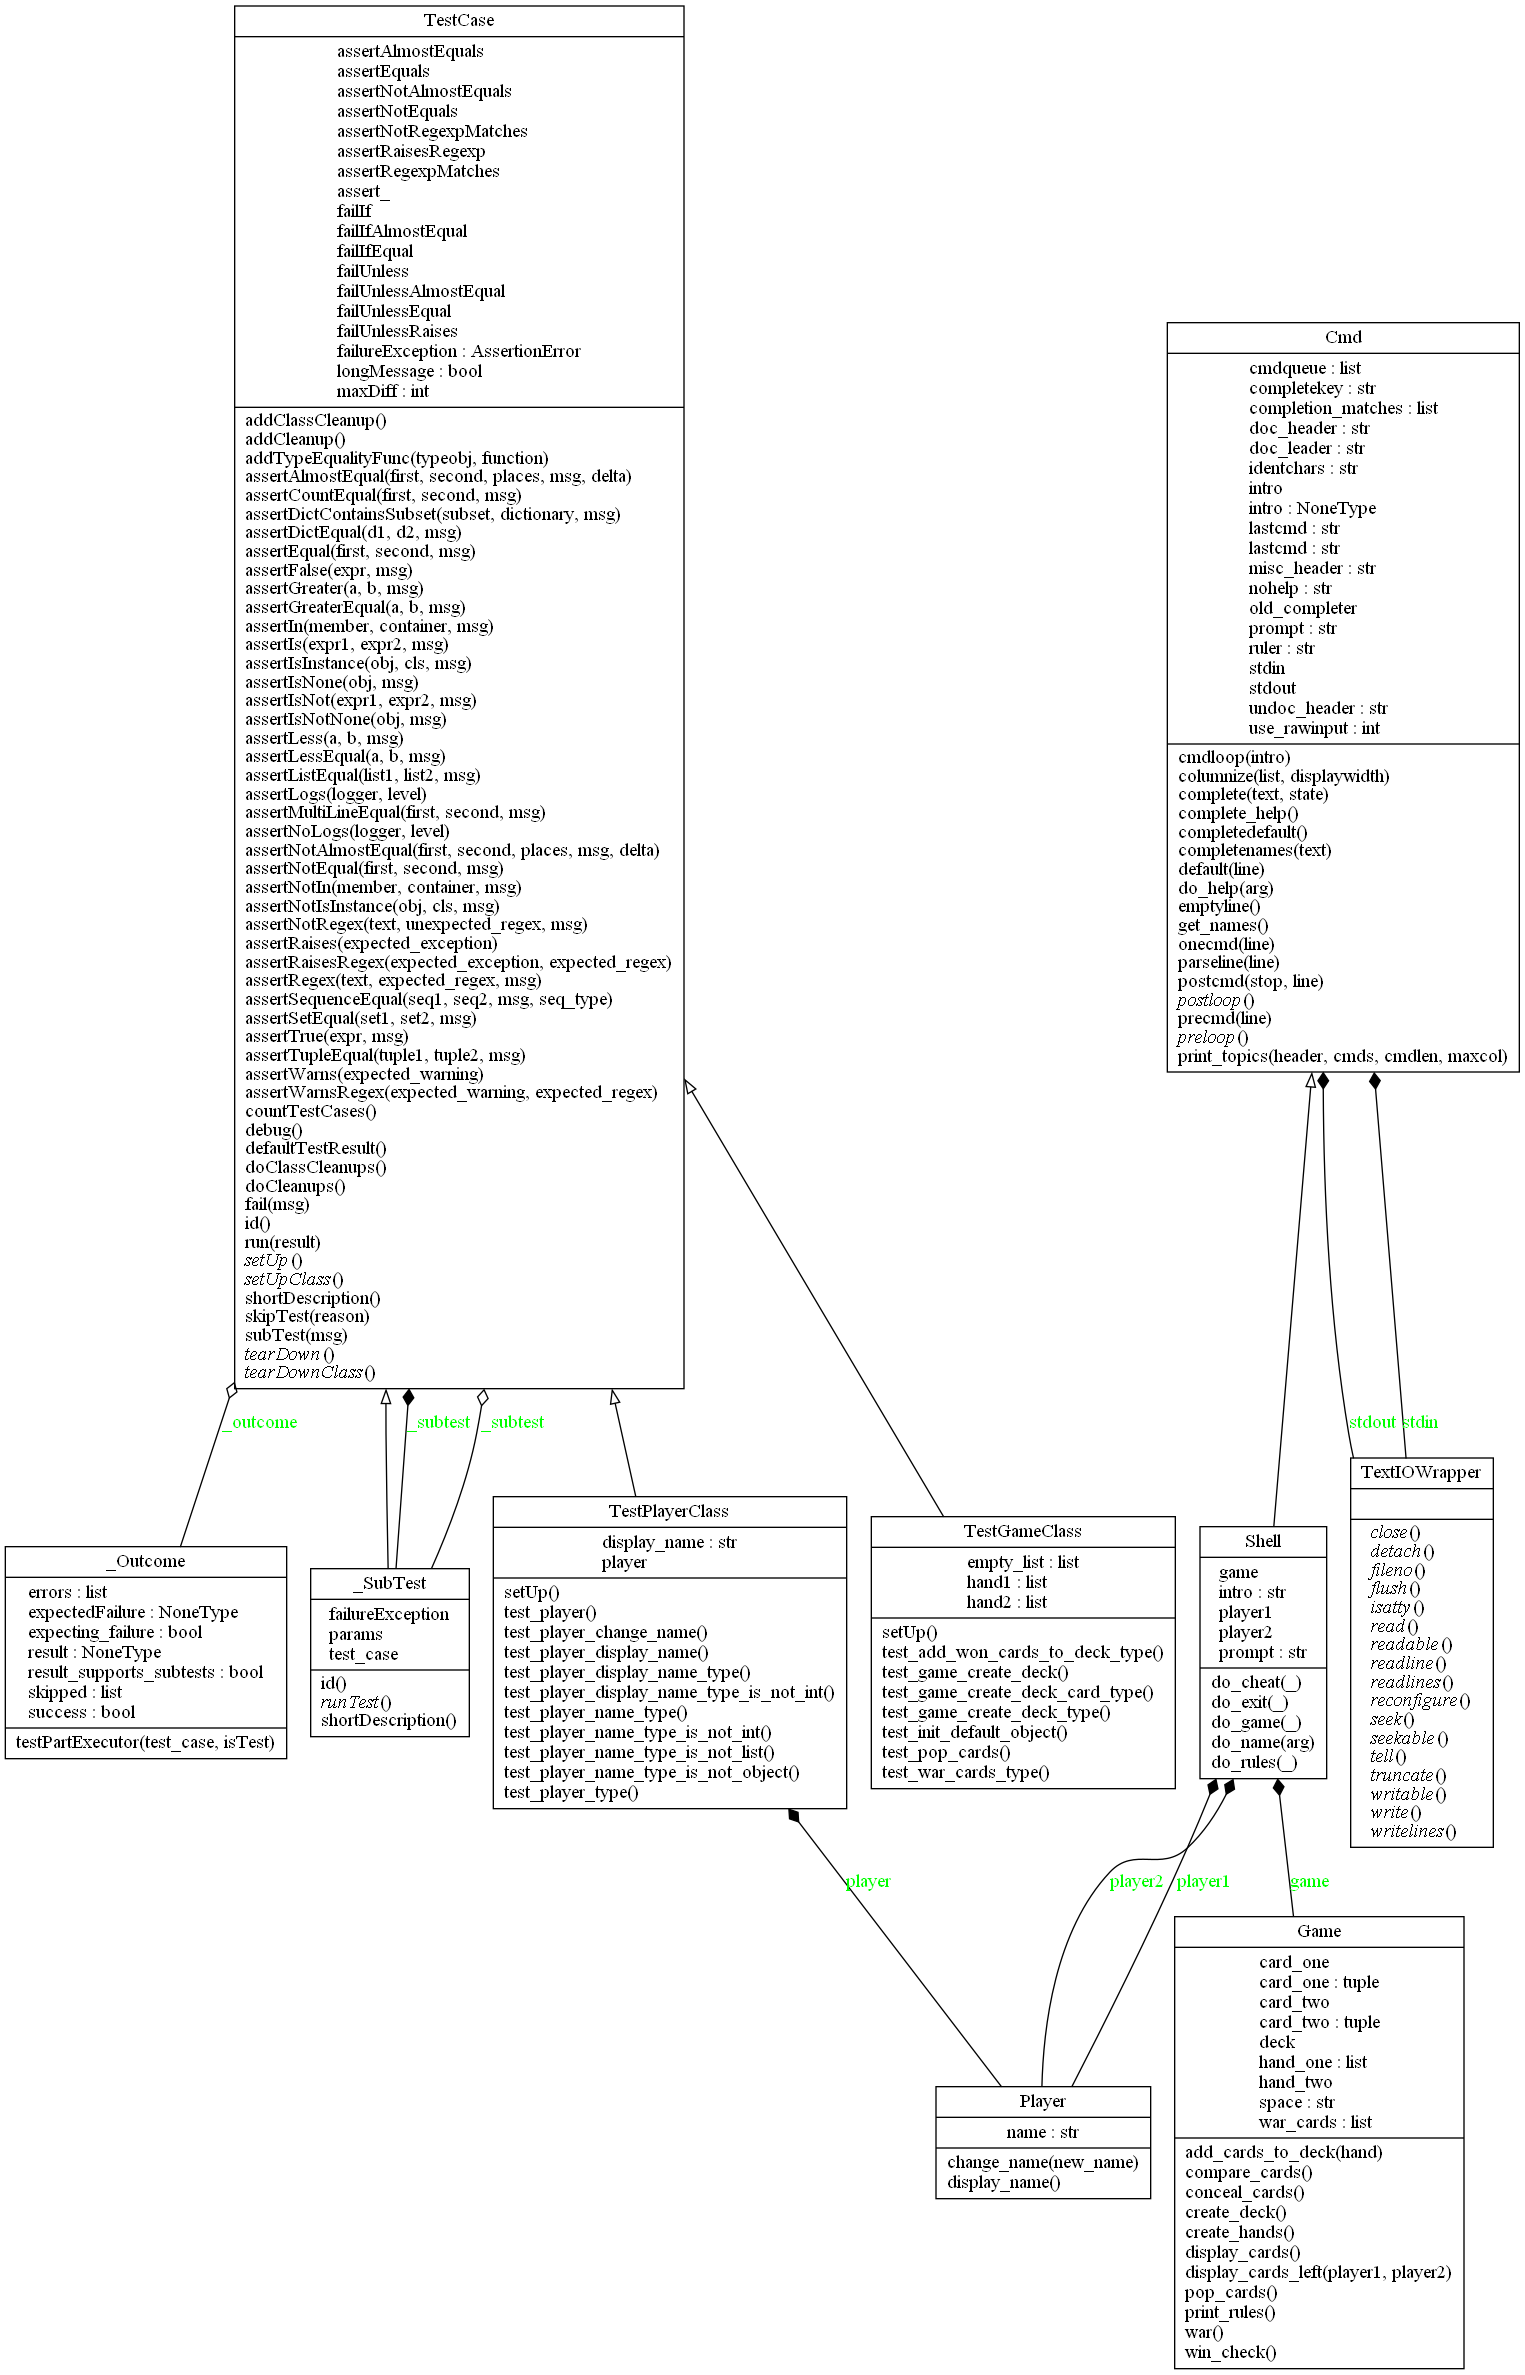 TestCase
assertAlmostEquals
assertEquals
assertNotAlmostEquals
assertNotEquals
assertNotRegexpMatches
assertRaisesRegexp
assertRegexpMatches
assert_
failIf
failIfAlmostEqual
failIfEqual
failUnless
failUnlessAlmostEqual
failUnlessEqual
failUnlessRaises
failureException : AssertionError
longMessage : bool
maxDiff : int
addClassCleanup()
addCleanup()
addTypeEqualityFunc(typeobj, function)
assertAlmostEqual(first, second, places, msg, delta)
assertCountEqual(first, second, msg)
assertDictContainsSubset(subset, dictionary, msg)
assertDictEqual(d1, d2, msg)
assertEqual(first, second, msg)
assertFalse(expr, msg)
assertGreater(a, b, msg)
assertGreaterEqual(a, b, msg)
assertIn(member, container, msg)
assertIs(expr1, expr2, msg)
assertIsInstance(obj, cls, msg)
assertIsNone(obj, msg)
assertIsNot(expr1, expr2, msg)
assertIsNotNone(obj, msg)
assertLess(a, b, msg)
assertLessEqual(a, b, msg)
assertListEqual(list1, list2, msg)
assertLogs(logger, level)
assertMultiLineEqual(first, second, msg)
assertNoLogs(logger, level)
assertNotAlmostEqual(first, second, places, msg, delta)
assertNotEqual(first, second, msg)
assertNotIn(member, container, msg)
assertNotIsInstance(obj, cls, msg)
assertNotRegex(text, unexpected_regex, msg)
assertRaises(expected_exception)
assertRaisesRegex(expected_exception, expected_regex)
assertRegex(text, expected_regex, msg)
assertSequenceEqual(seq1, seq2, msg, seq_type)
assertSetEqual(set1, set2, msg)
assertTrue(expr, msg)
assertTupleEqual(tuple1, tuple2, msg)
assertWarns(expected_warning)
assertWarnsRegex(expected_warning, expected_regex)
countTestCases()
debug()
defaultTestResult()
doClassCleanups()
doCleanups()
fail(msg)
id()
run(result)
setUp()
setUpClass()
shortDescription()
skipTest(reason)
subTest(msg)
tearDown()
tearDownClass()
Cmd
cmdqueue : list
completekey : str
completion_matches : list
doc_header : str
doc_leader : str
identchars : str
intro
intro : NoneType
lastcmd : str
lastcmd : str
misc_header : str
nohelp : str
old_completer
prompt : str
ruler : str
stdin
stdout
undoc_header : str
use_rawinput : int
cmdloop(intro)
columnize(list, displaywidth)
complete(text, state)
complete_help()
completedefault()
completenames(text)
default(line)
do_help(arg)
emptyline()
get_names()
onecmd(line)
parseline(line)
postcmd(stop, line)
postloop()
precmd(line)
preloop()
print_topics(header, cmds, cmdlen, maxcol)
_outcome
_subtest
_subtest
stdout
stdin
_Outcome
errors : list
expectedFailure : NoneType
expecting_failure : bool
result : NoneType
result_supports_subtests : bool
skipped : list
success : bool
testPartExecutor(test_case, isTest)
_SubTest
failureException
params
test_case
id()
runTest()
shortDescription()
TestPlayerClass
display_name : str
player
setUp()
test_player()
test_player_change_name()
test_player_display_name()
test_player_display_name_type()
test_player_display_name_type_is_not_int()
test_player_name_type()
test_player_name_type_is_not_int()
test_player_name_type_is_not_list()
test_player_name_type_is_not_object()
test_player_type()
TestGameClass
empty_list : list
hand1 : list
hand2 : list
setUp()
test_add_won_cards_to_deck_type()
test_game_create_deck()
test_game_create_deck_card_type()
test_game_create_deck_type()
test_init_default_object()
test_pop_cards()
test_war_cards_type()
Shell
game
intro : str
player1
player2
prompt : str
do_cheat(_)
do_exit(_)
do_game(_)
do_name(arg)
do_rules(_)
TextIOWrapper
close()
detach()
fileno()
flush()
isatty()
read()
readable()
readline()
readlines()
reconfigure()
seek()
seekable()
tell()
truncate()
writable()
write()
writelines()
player
player2
player1
game
Player
name : str
change_name(new_name)
display_name()
Game
card_one
card_one : tuple
card_two
card_two : tuple
deck
hand_one : list
hand_two
space : str
war_cards : list
add_cards_to_deck(hand)
compare_cards()
conceal_cards()
create_deck()
create_hands()
display_cards()
display_cards_left(player1, player2)
pop_cards()
print_rules()
war()
win_check()